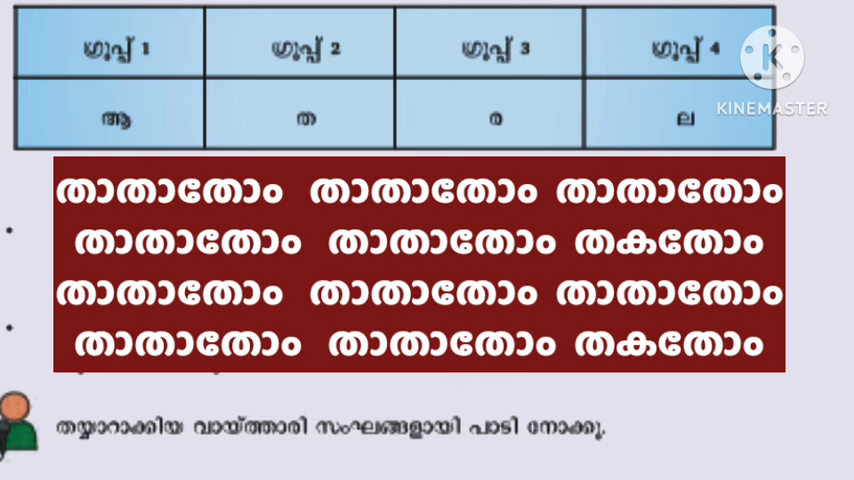 ഗ്രൂപ്പ് 1 ഗ്രൂപ്പ് 2 ഗ്രൂപ്പ് 3 ഗ്രൂപ്പ് 4
ആ ത ര ല
KINEMASTER
താതാതോം താതാതോം താതാതോം
താതാതോം താതാതോം തകതോം
താതാതോം താതാതോം താതാതോം
താതാതോം താതാതോം തകതോം
തയ്യാറാക്കിയ വായ്ത്താരി സംഘങ്ങളായി പാടി നോക്കൂ.